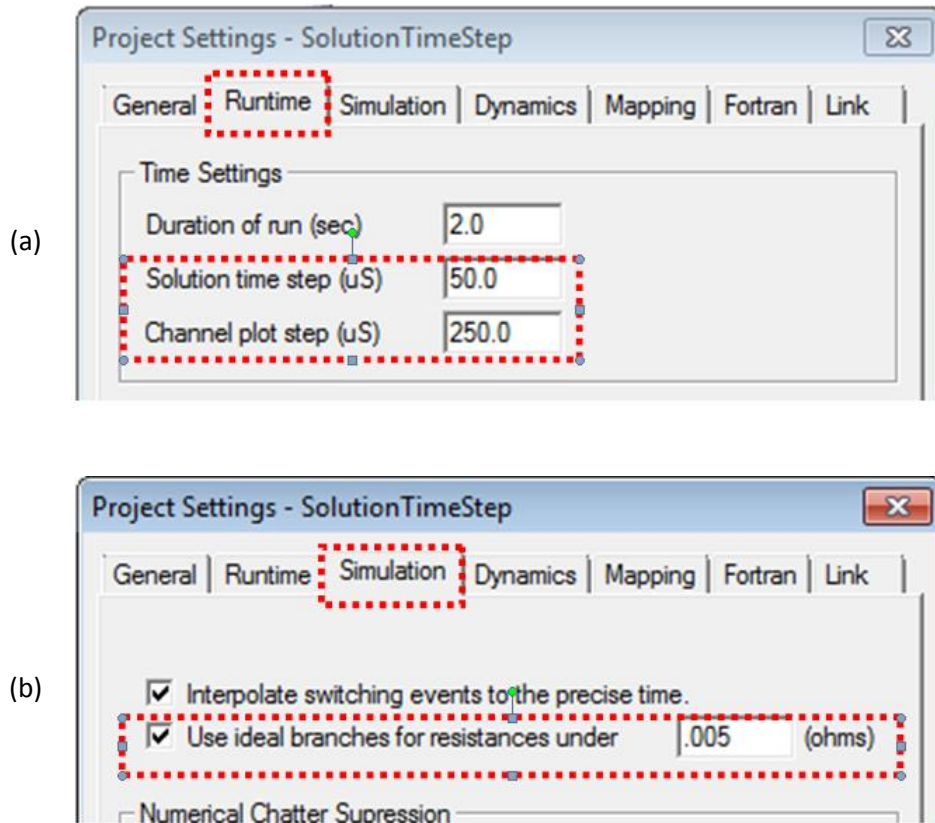 Project Settings - SolutionTimeStep
General Runtime Simulation Dynamics Mapping Fortran Link
Time Settings
Duration of run (sec) 2.0
(a)
Solution time step (uS) 50.0
Channel plot step (uS) 250.0
Project Settings - SolutionTimeStep
General Runtime Simulation Dynamics Mapping Fortran Link
(b)
Interpolate switching events to the precise time.
Use ideal branches for resistances under .005 (ohms)
Numerical Chatter Supression